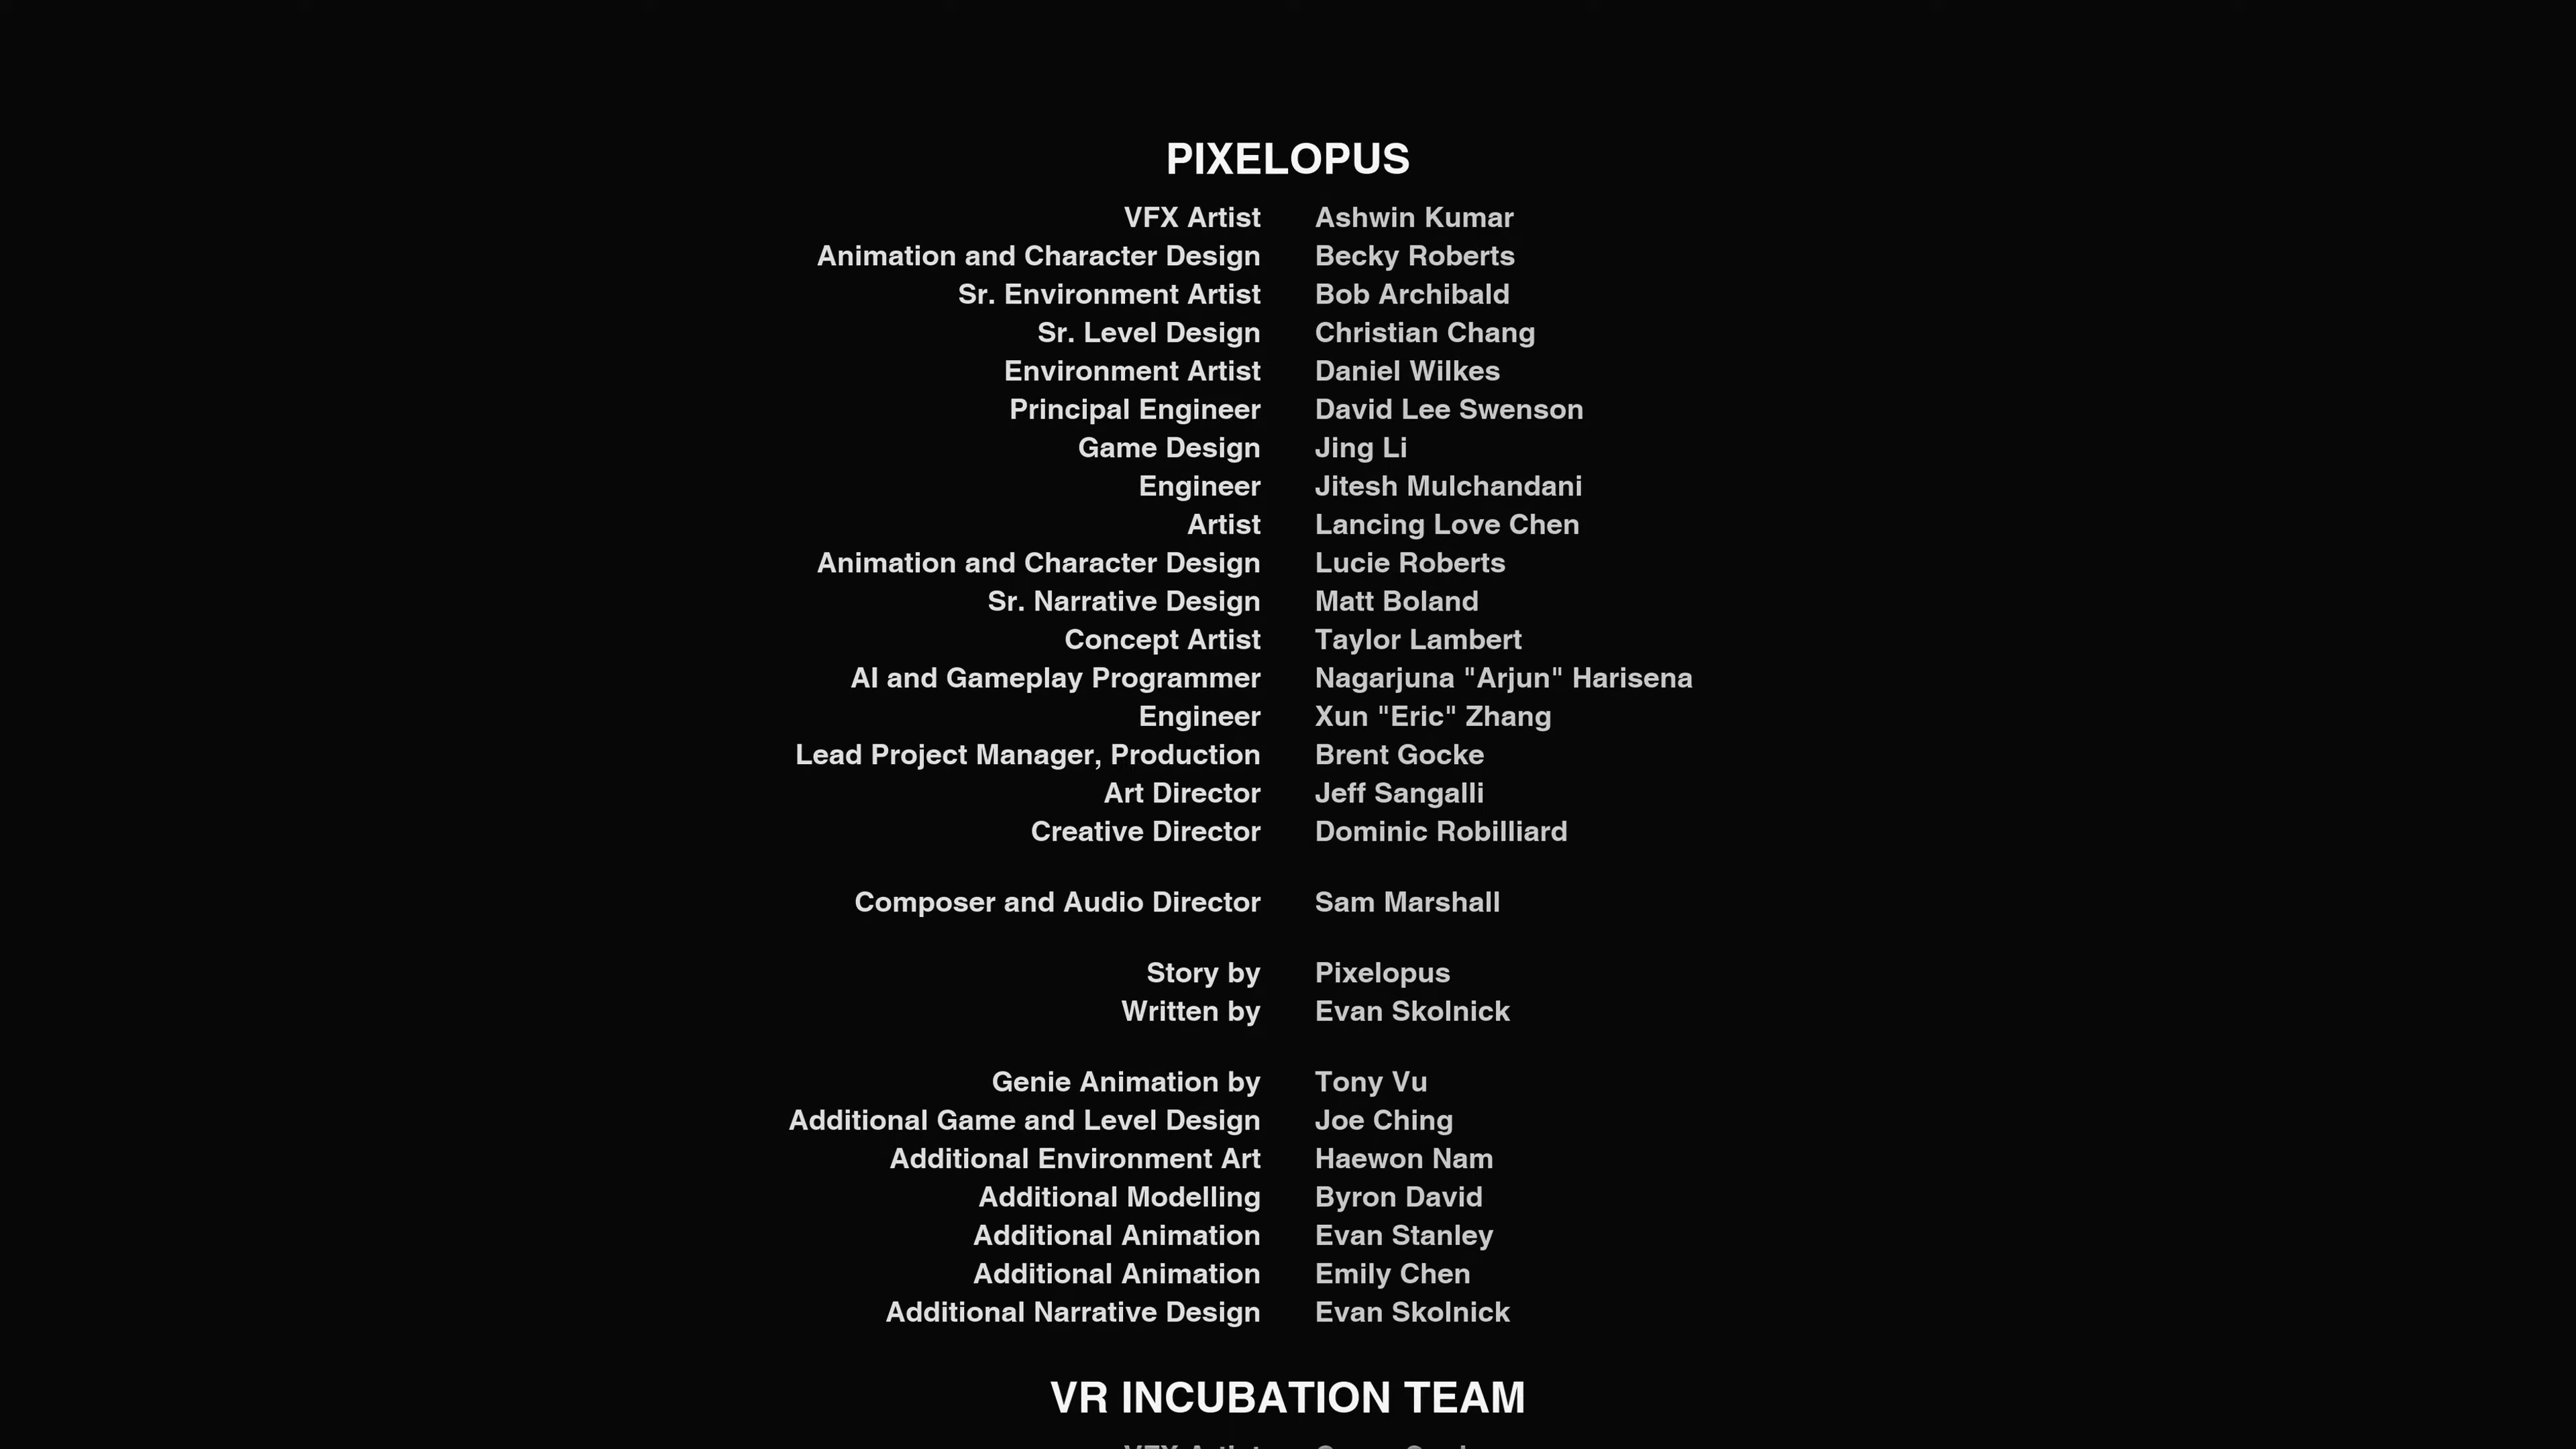 PIXELOPUS
VFX Artist Ashwin Kumar
Animation and Character Design Becky Roberts
Sr. Environment Artist Bob Archibald
Sr. Level Design Christian Chang
Environment Artist Daniel Wilkes
Principal Engineer David Lee Swenson
Game Design Jing Li
Engineer Jitesh Mulchandani
Artist Lancing Love Chen
Animation and Character Design Lucie Roberts
Sr. Narrative Design Matt Boland
Concept Artist Taylor Lambert
AI and Gameplay Programmer Nagarjuna "Arjun" Harisena
Engineer Xun "Eric" Zhang
Lead Project Manager, Production Brent Gocke
Art Director Jeff Sangalli
Creative Director Dominic Robilliard
Composer and Audio Director Sam Marshall
Story by Pixelopus
Written by Evan Skolnick
Genie Animation by Tony Vu
Additional Game and Level Design Joe Ching
Additional Environment Art Haewon Nam
Additional Modelling Byron David
Additional Animation Evan Stanley
Additional Animation Emily Chen
Additional Narrative Design Evan Skolnick
VR INCUBATION TEAM
VFX Artist